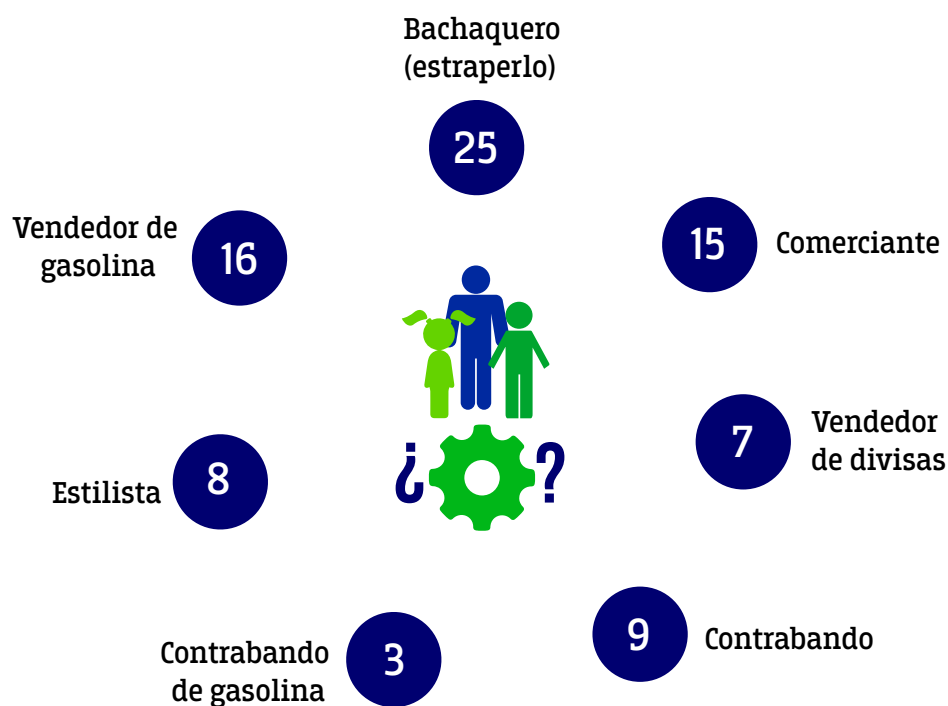 Bachaquero
(estraperlo)
25
Vendedor de
gasolina
16
15
Comerciante
Estilista
8
¿ ?
7
Vendedor
de divisas
Contrabando
de gasolina
3
9
Contrabando